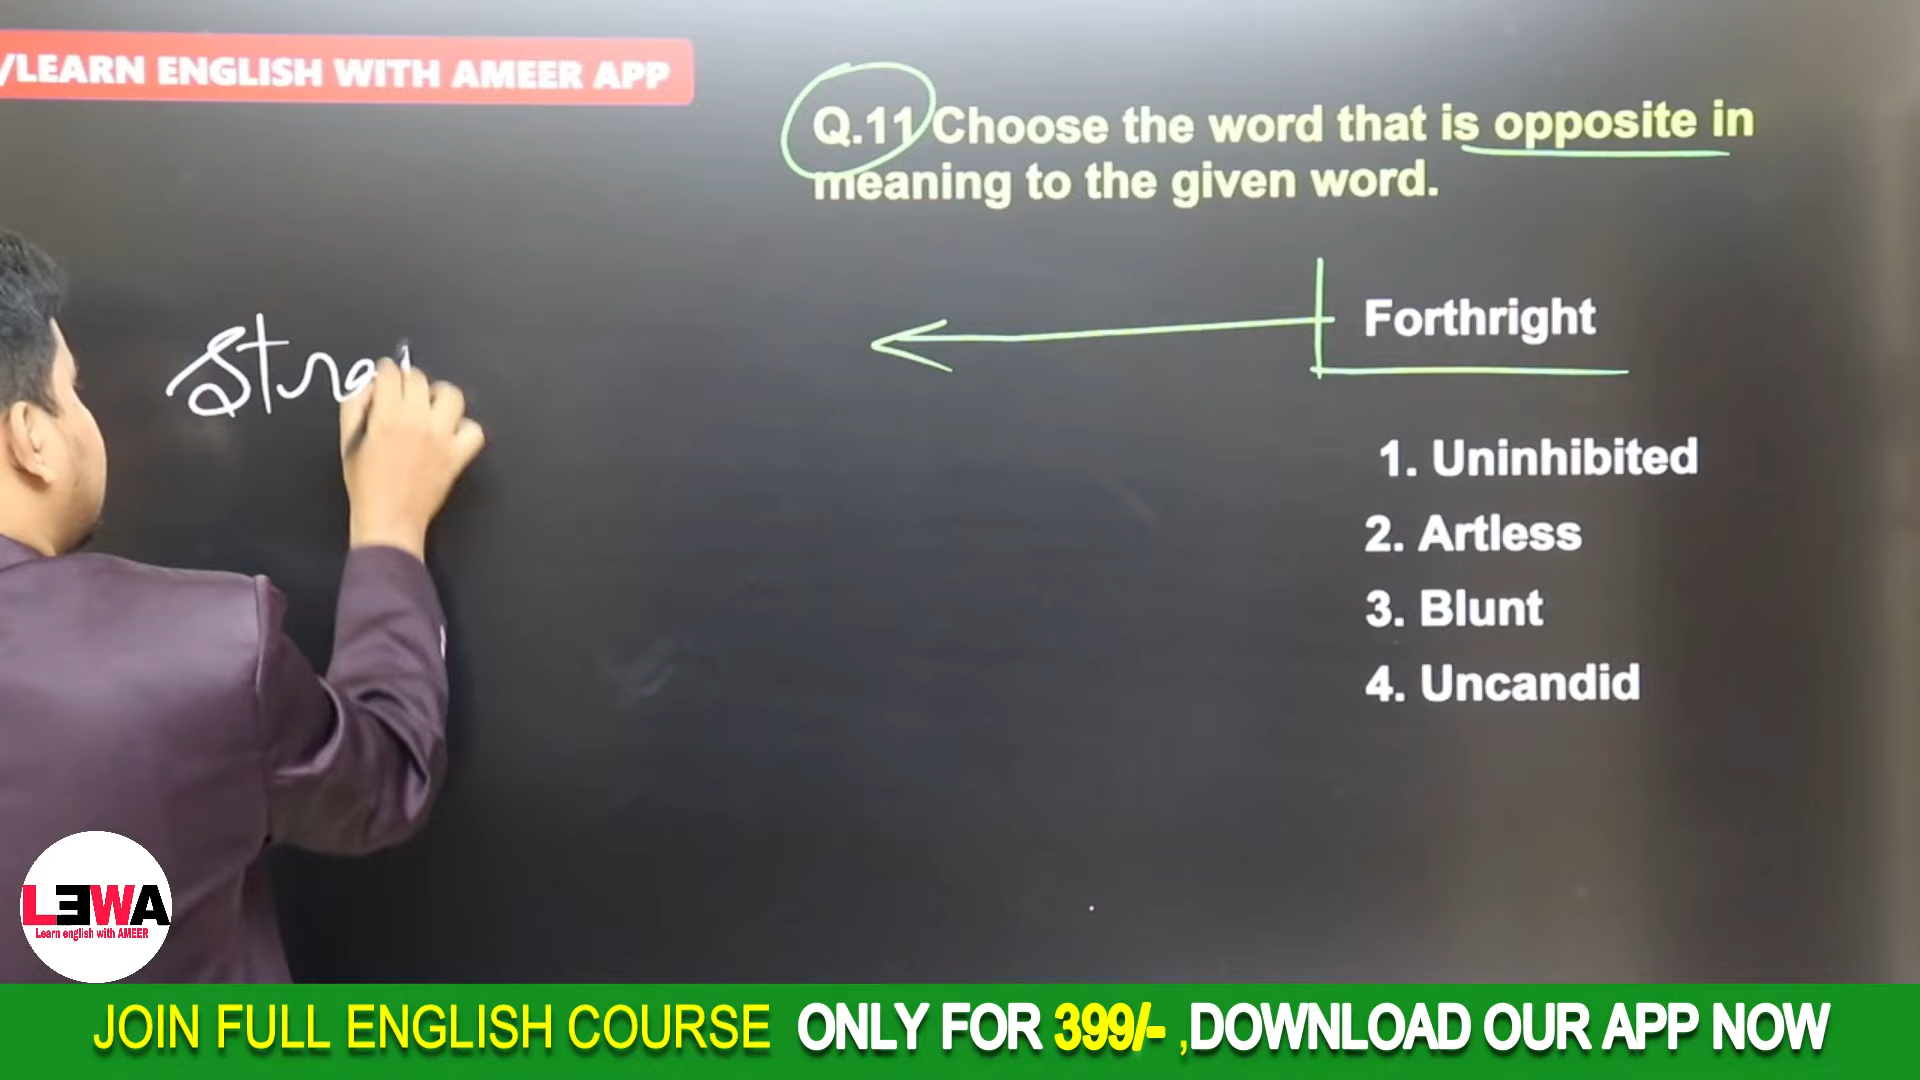 /LEARN ENGLISH WITH AMEER APP
Q.11 Choose the word that is opposite in
meaning to the given word.
Forthright
1. Uninhibited
2. Artless
3. Blunt
4. Uncandid
Strai
LEWA
Learn english with AMEER
JOIN FULL ENGLISH COURSE ONLY FOR 399/- ,DOWNLOAD OUR APP NOW